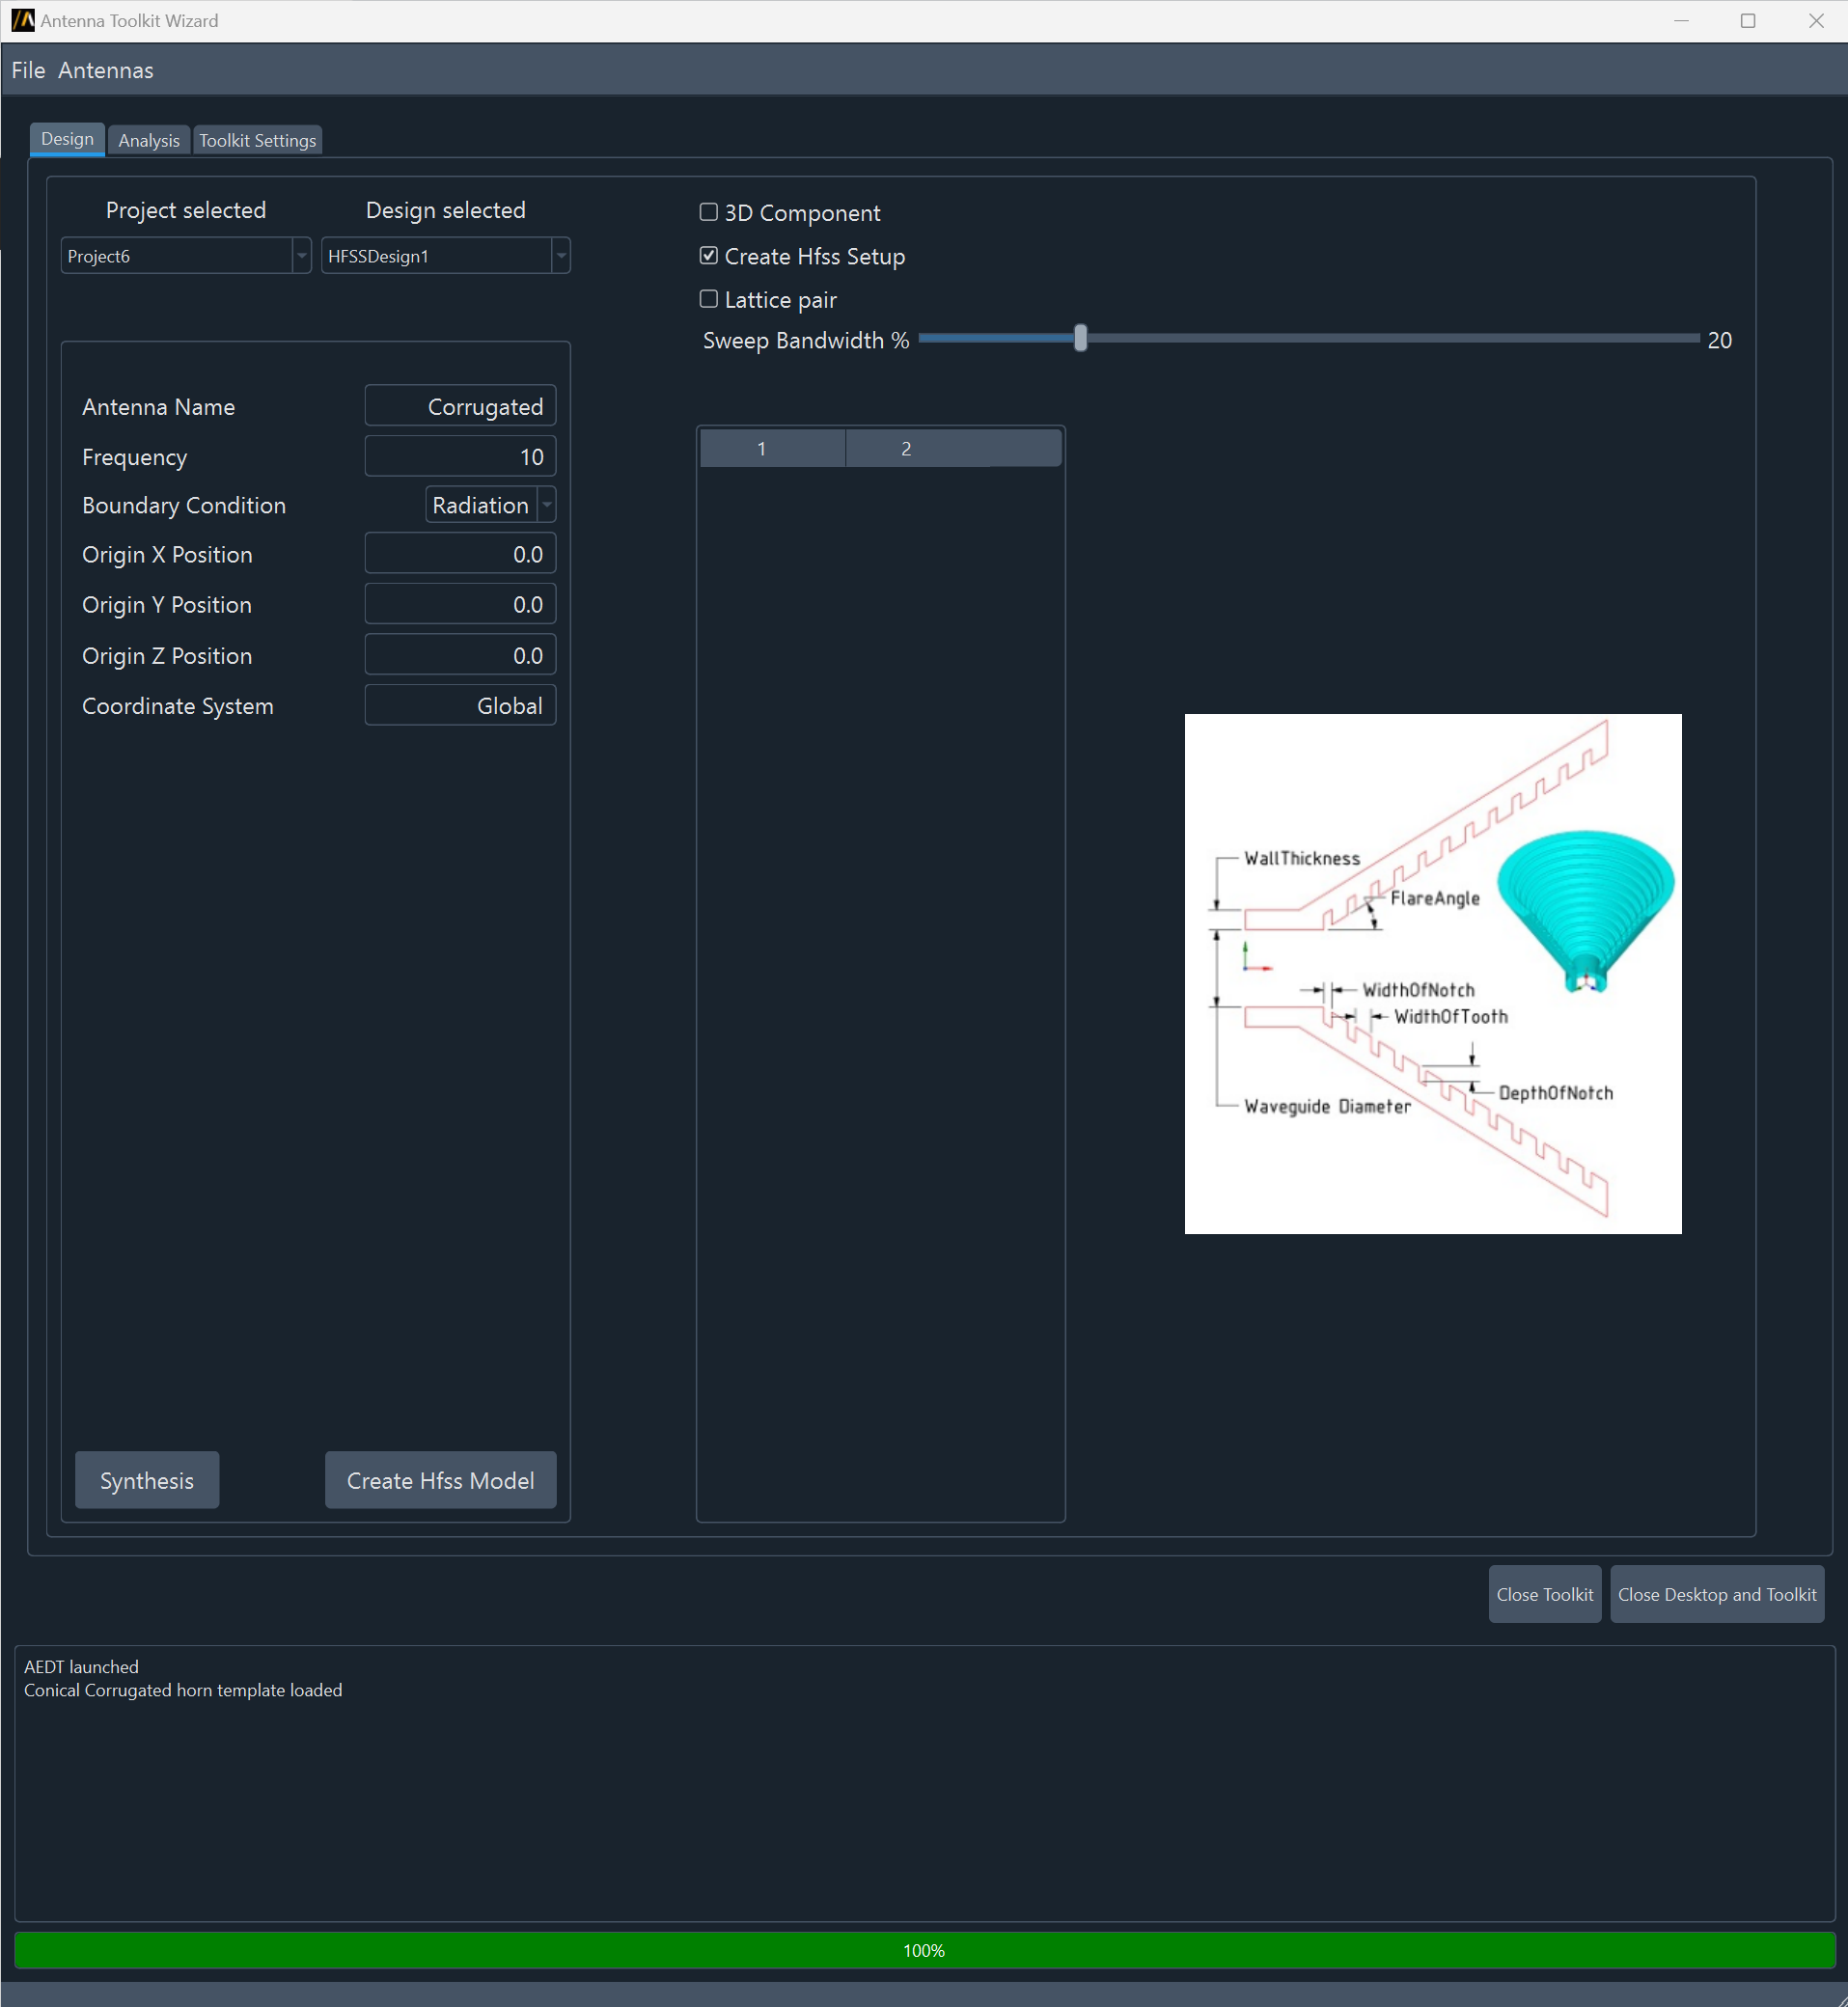 Antenna Toolkit Wizard
File Antennas
Design Analysis Toolkit Settings
Project selected Design selected
Project6 HFSSDesign1
3D Component
Create Hfss Setup
Lattice pair
Sweep Bandwidth % 20
Antenna Name Corrugated
Frequency 10
Boundary Condition Radiation
Origin X Position 0.0
Origin Y Position 0.0
Origin Z Position 0.0
Coordinate System Global
Synthesis Create Hfss Model
1 2
WallThickness
FlareAngle
WidthOfNotch
WidthOfTooth
DepthOfNotch
Waveguide Diameter
Close Toolkit Close Desktop and Toolkit
AEDT launched
Conical Corrugated horn template loaded
100%